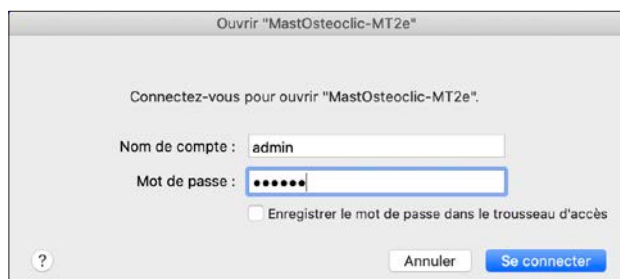 Ouvrir "MastOsteoclic-MT2e"
Connectez-vous pour ouvrir "MastOsteoclic-MT2e".
Nom de compte : admin
Mot de passe : ••••••
Enregistrer le mot de passe dans le trousseau d'accès
? Annuler Se connecter